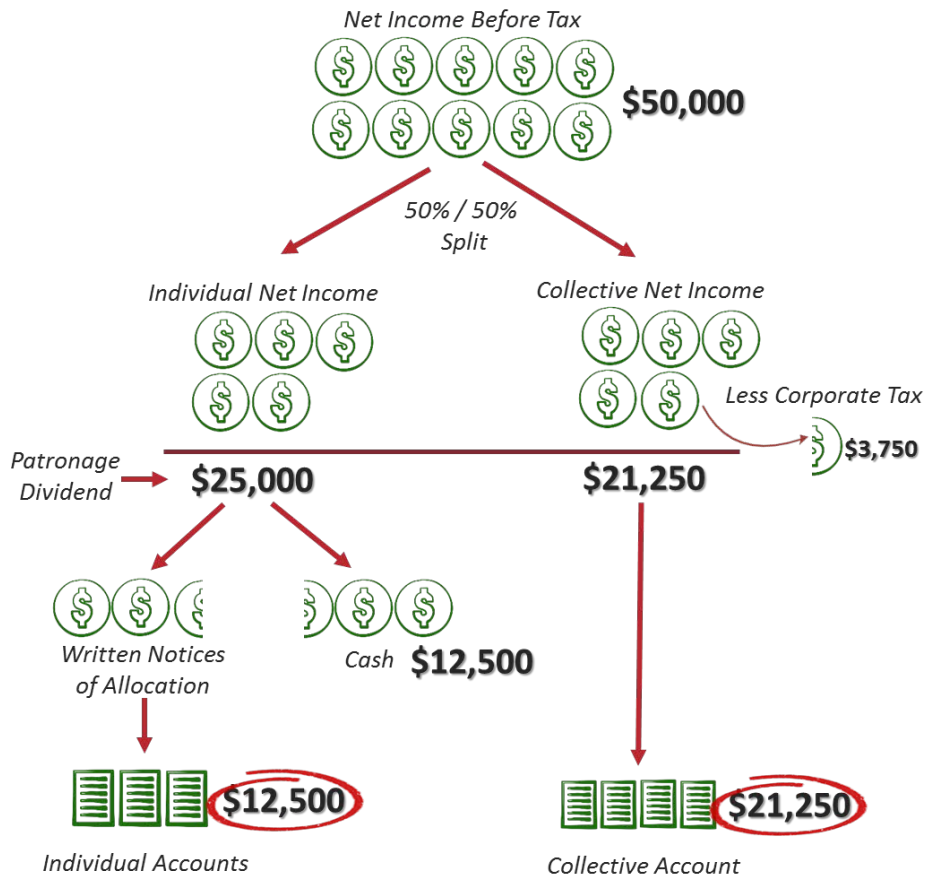 Net Income Before Tax
$50,000
50% / 50%
Split
Individual Net Income
Collective Net Income
Less Corporate Tax
$3,750
Patronage
Dividend
$25,000
$21,250
Written Notices
of Allocation
Cash
$12,500
$12,500
$21,250
Individual Accounts
Collective Account